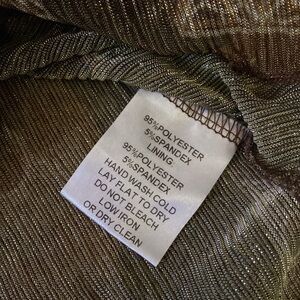 95%POLYESTER
5%SPANDEX
LINING
95%POLYESTER
5%SPANDEX
HAND WASH COLD
LAY FLAT TO DRY
DO NOT BLEACH
LOW IRON
OR DRY CLEAN